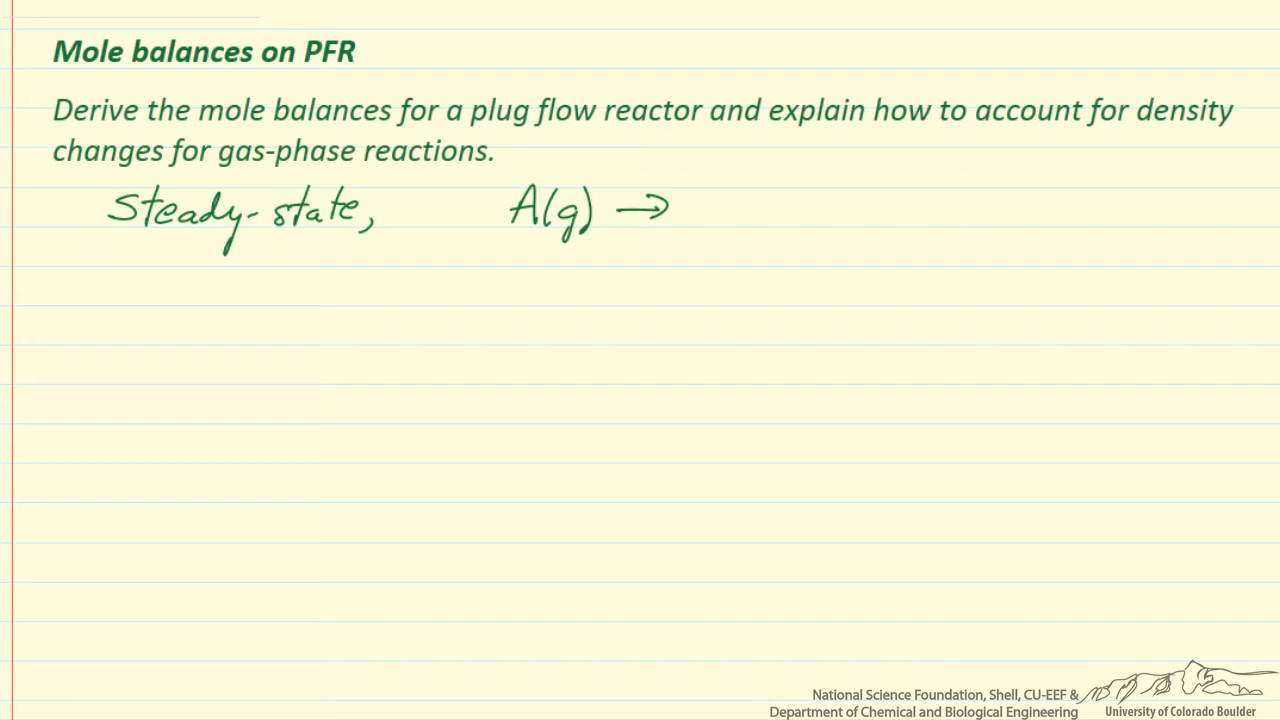 Mole balances on PFR
Derive the mole balances for a plug flow reactor and explain how to account for density
changes for gas-phase reactions.
Steady-state, A(g) →
National Science Foundation, Shell, CU-EEF &
Department of Chemical and Biological Engineering
University of Colorado Boulder